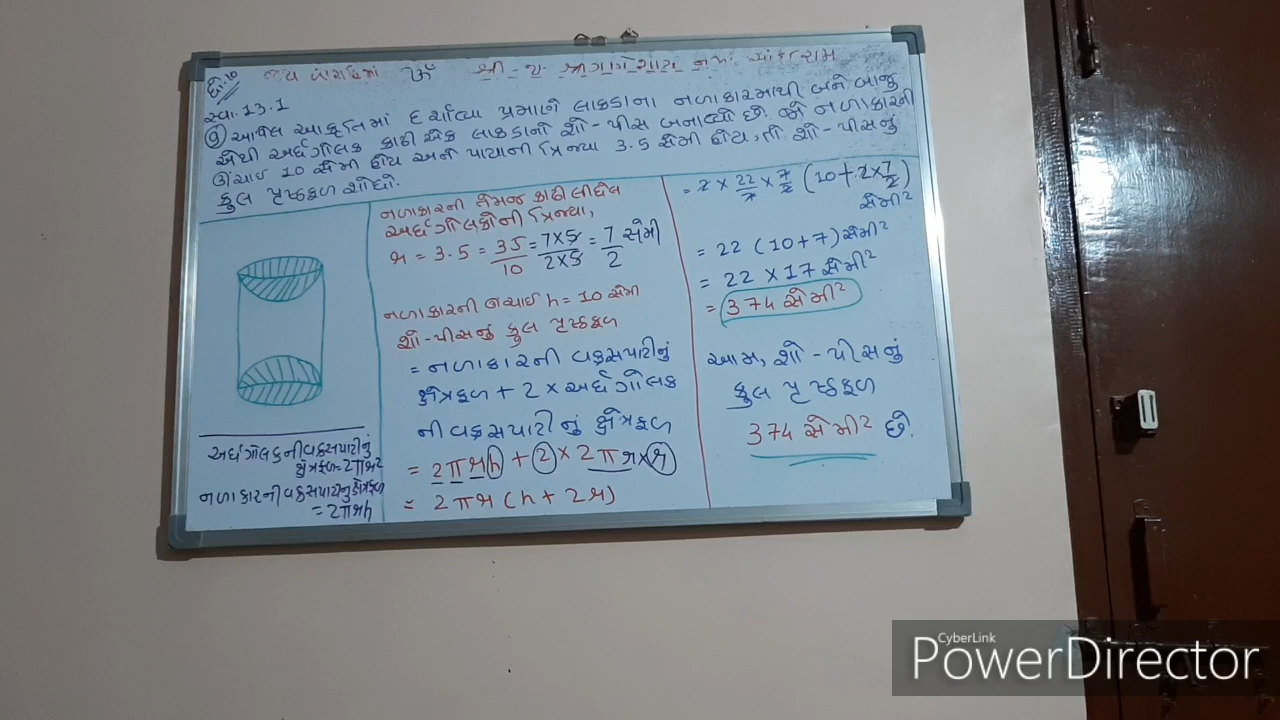 ધો.10
ૐ શ્રી - ૫ શ્રી ગણેશાય નમઃ
સ્વા.13.1
૭ આપેલ આકૃતિમાં દર્શાવ્યા પ્રમાણે લાકડાના નળાકારમાંથી બંને બાજુ
એથી અર્ધગોલક કાઢી એક લાકડાનો શો-પીસ બનાવ્યો છે. જો નળાકારની
ઊંચાઈ 10 સેમી હોય અને પાયાની ત્રિજ્યા 3.5 સેમી હોય, તો શો-પીસનું
કુલ પૃષ્ઠફળ શોધો.
અર્ધગોલકની વક્રસપાટીનું
ક્ષેત્રફળ = 2πr²
નળાકારની વક્રસપાટીનું ક્ષેત્રફળ
= 2πrh
નળાકારની તેમજ કાઢી લીધેલ
અર્ધગોલકોની ત્રિજ્યા,
r = 3.5 = 35/10 = 7×5/2×5 = 7/2 સેમી
નળાકારની ઊંચાઈ h = 10 સેમી
શો-પીસનું કુલ પૃષ્ઠફળ
= નળાકારની વક્રસપાટીનું
ક્ષેત્રફળ + 2 × અર્ધગોલક
ની વક્રસપાટીનું ક્ષેત્રફળ
= 2πrh + 2 × 2πr×r
= 2πr (h + 2r)
= 2 × 22/7 × 7/2 (10 + 2×7/2)
સેમી²
= 22 (10+7) સેમી²
= 22 × 17 સેમી²
= 374 સેમી²
આમ, શો-પીસનું
કુલ પૃષ્ઠફળ
374 સેમી² છે.
CyberLink
PowerDirector